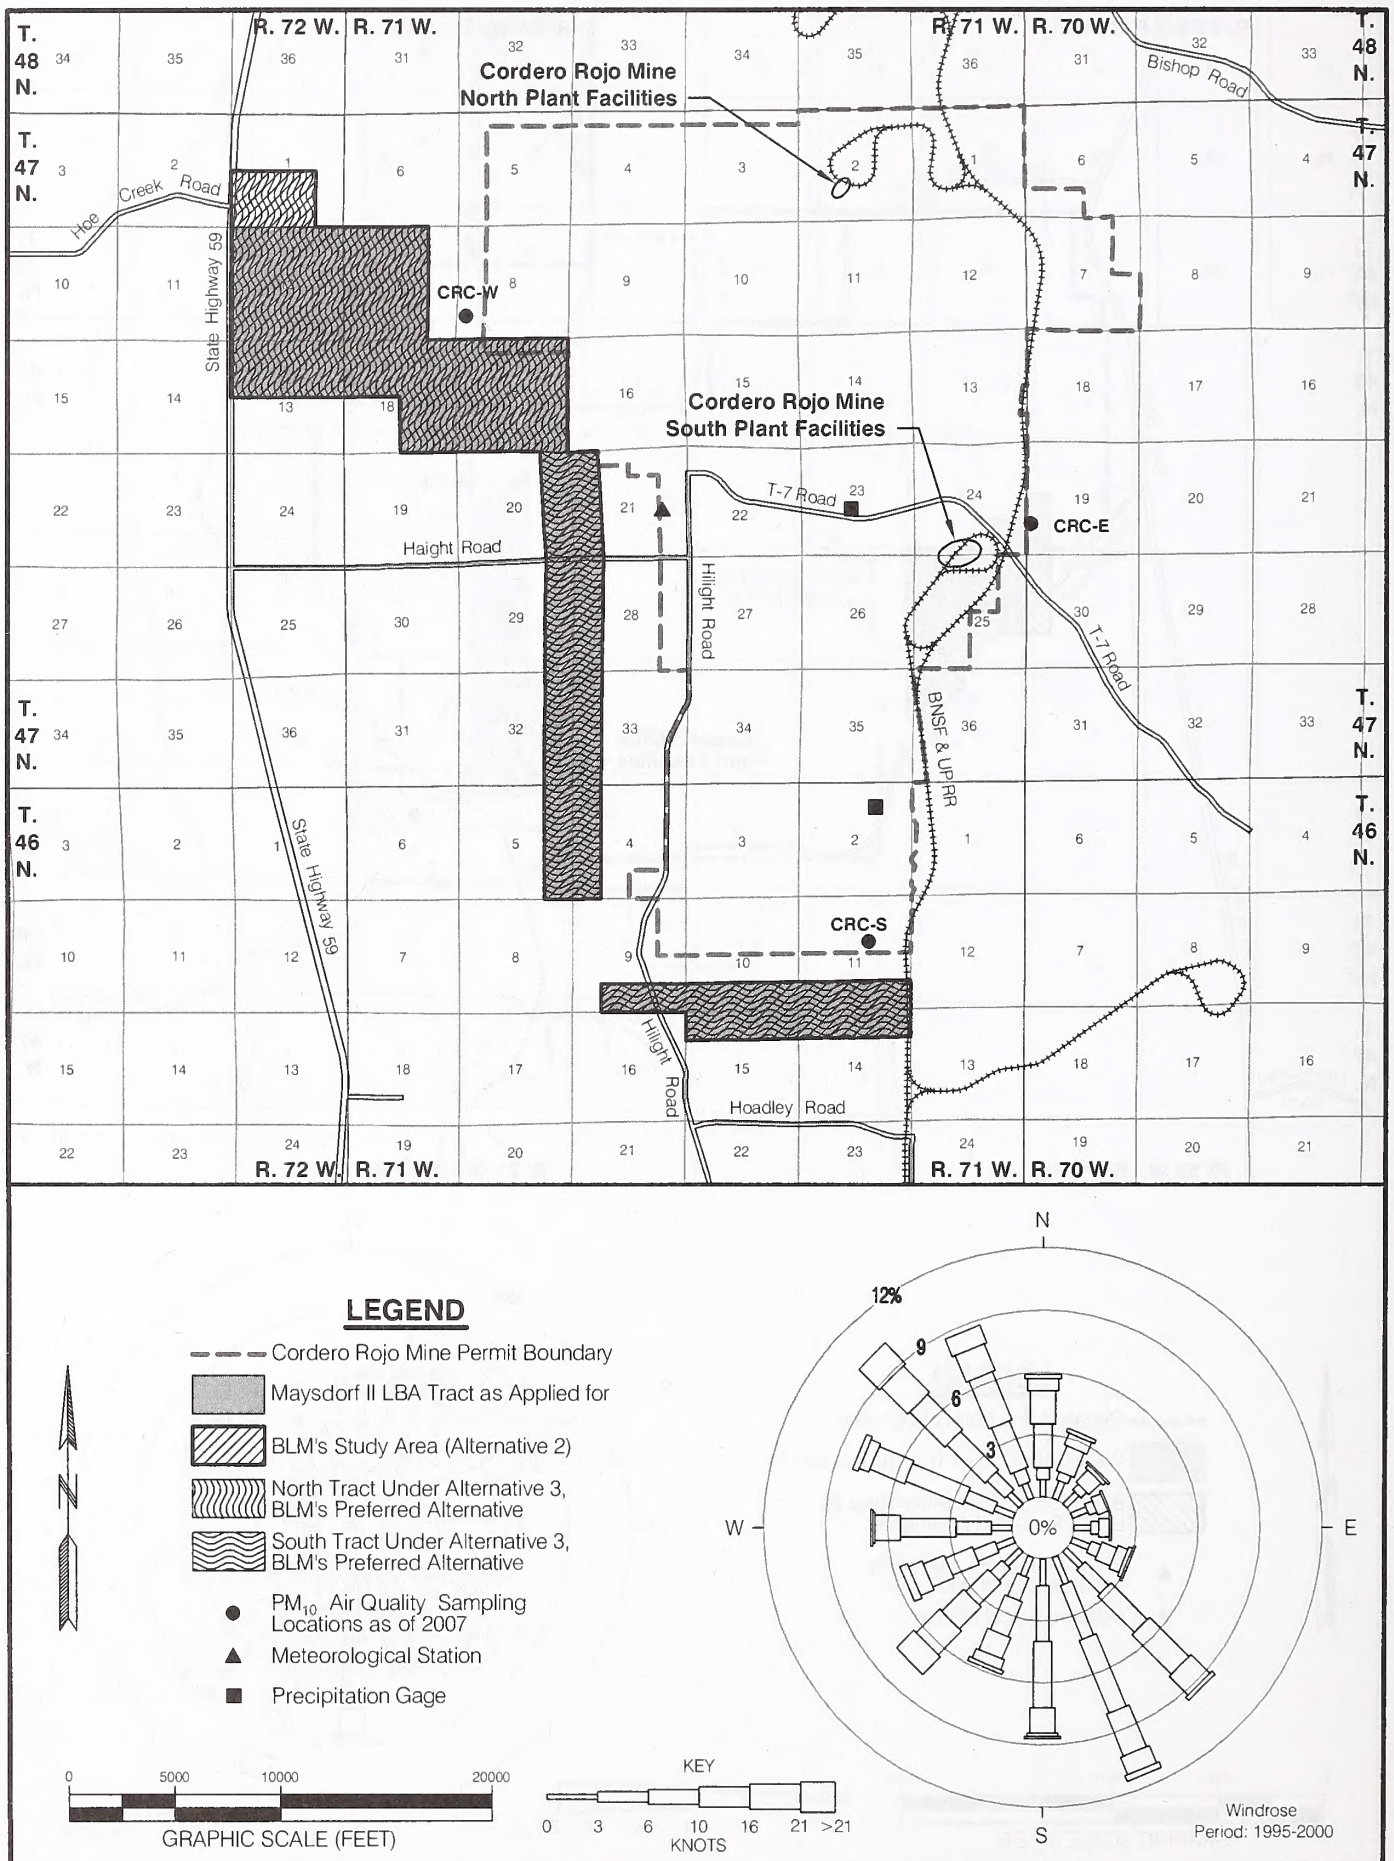 R. 72 W. R. 71 W. R. 71 W. R. 70 W.
T. 48 N. 34 35 36 31 32 33 34 35 36 31 32 33 T. 48 N.
Bishop Road
Cordero Rojo Mine
North Plant Facilities
T. 47 N. 3 2 1 6 5 4 3 2 1 6 5 4 T. 47 N.
Hoe Creek Road
State Highway 59
10 11 8 9 10 11 12 7 8 9
CRC-W
15 14 13 18 16 15 14 13 18 17 16
Cordero Rojo Mine
South Plant Facilities
22 23 24 19 20 21 22 23 24 19 20 21
T-7 Road
CRC-E
Haight Road
Hilight Road
27 26 25 30 29 28 27 26 25 30 29 28
T-7 Road
T. 47 N. 34 35 36 31 32 33 34 35 36 31 32 33 T. 47 N.
BNSF & UP RR
T. 46 N. 3 2 1 6 5 4 3 2 1 6 5 4 T. 46 N.
State Highway 59
CRC-S
10 11 12 7 8 9 10 11 12 7 8 9
15 14 13 18 17 16 15 14 13 18 17 16
Hilight Road
Hoadley Road
22 23 24 19 20 21 22 23 24 19 20 21
R. 72 W. R. 71 W. R. 71 W. R. 70 W.
LEGEND
Cordero Rojo Mine Permit Boundary
Maysdorf II LBA Tract as Applied for
BLM's Study Area (Alternative 2)
North Tract Under Alternative 3,
BLM's Preferred Alternative
South Tract Under Alternative 3,
BLM's Preferred Alternative
PM10 Air Quality Sampling
Locations as of 2007
Meteorological Station
Precipitation Gage
N
0 5000 10000 20000
GRAPHIC SCALE (FEET)
KEY
0 3 6 10 16 21 >21
KNOTS
N
12%
9
6
3
W 0% E
S
Windrose
Period: 1995-2000